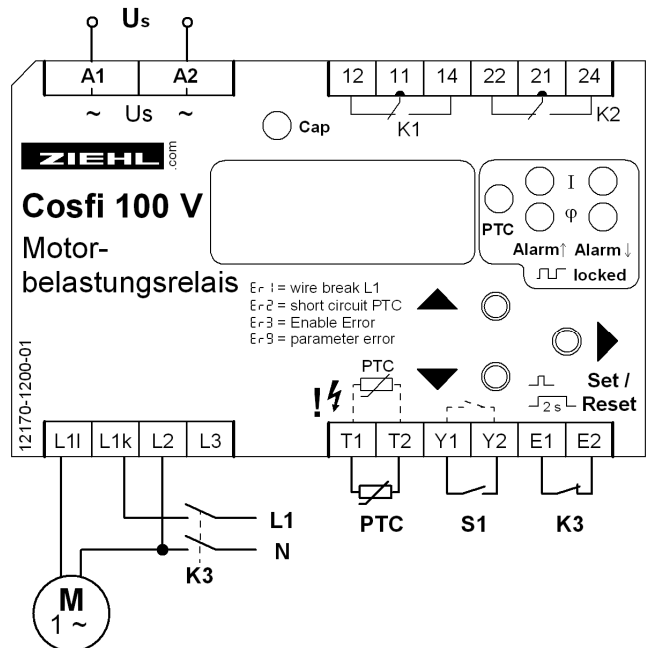 Us
A1 A2
~ Us ~
12 11 14 22 21 24
K1
K2
Cap
ZIEHL.com
Cosfi 100 V
Motor-
belastungsrelais
PTC
I
φ
Alarm↑ Alarm↓
locked
Er1 = wire break L1
Er2 = short circuit PTC
Er3 = Enable Error
Er9 = parameter error
12170-1200-01
PTC
!
Set /
2 s Reset
L1l L1k L2 L3
T1 T2 Y1 Y2 E1 E2
L1
N
K3
PTC S1 K3
M
1 ~